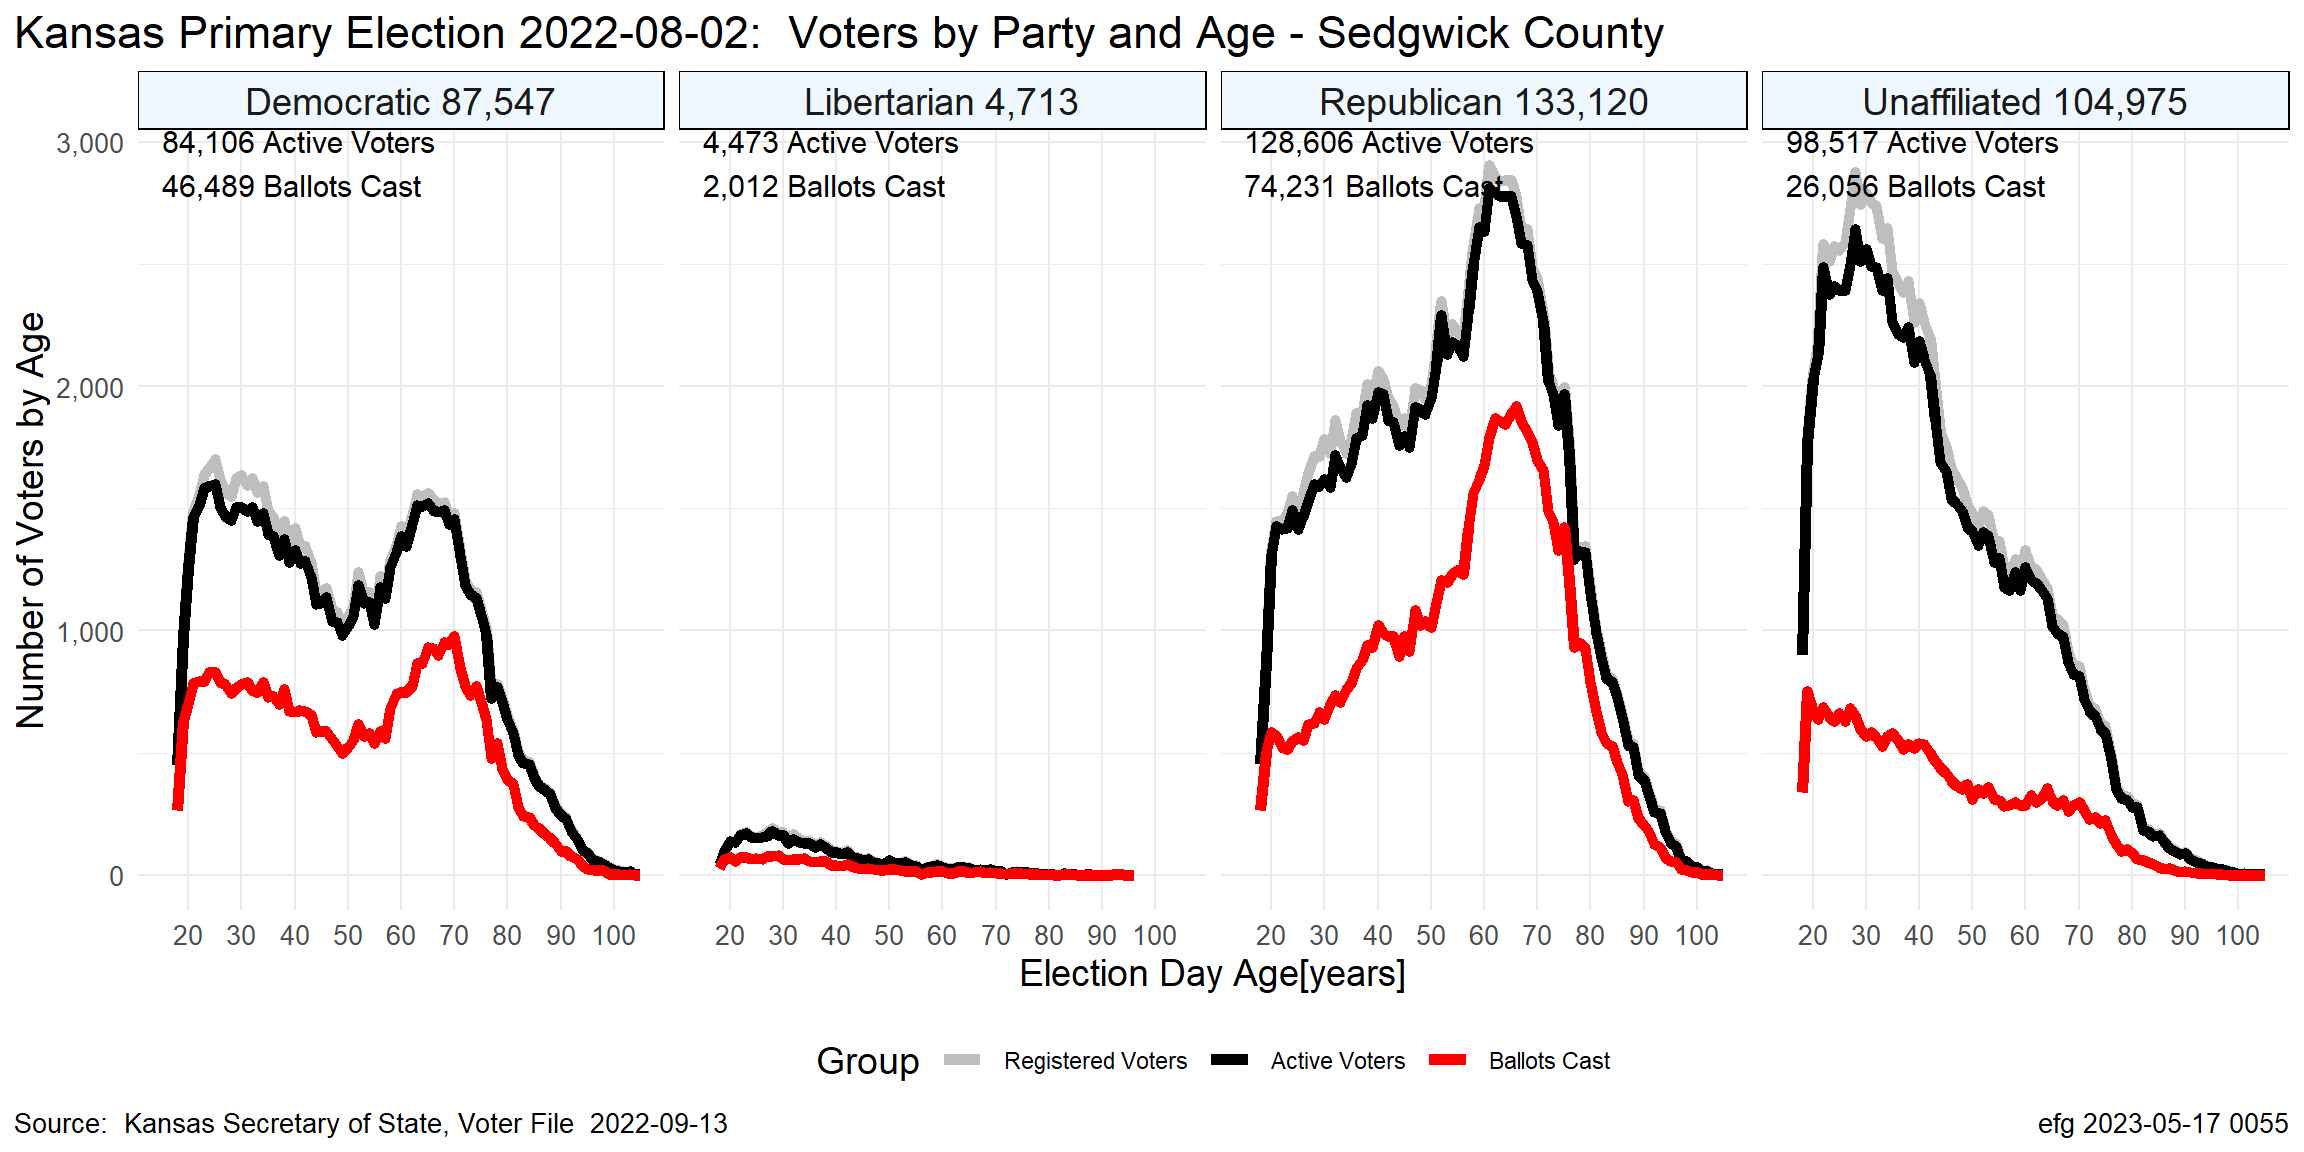 Kansas Primary Election 2022-08-02:  Voters by Party and Age - Sedgwick County
Democratic 87,547
Libertarian 4,713
Republican 133,120
Unaffiliated 104,975
84,106 Active Voters
46,489 Ballots Cast
4,473 Active Voters
2,012 Ballots Cast
128,606 Active Voters
74,231 Ballots Cast
98,517 Active Voters
26,056 Ballots Cast
Number of Voters by Age
3,000
2,000
1,000
0
20 30 40 50 60 70 80 90 100
20 30 40 50 60 70 80 90 100
20 30 40 50 60 70 80 90 100
20 30 40 50 60 70 80 90 100
Election Day Age[years]
Group Registered Voters Active Voters Ballots Cast
Source:  Kansas Secretary of State, Voter File  2022-09-13
efg 2023-05-17 0055